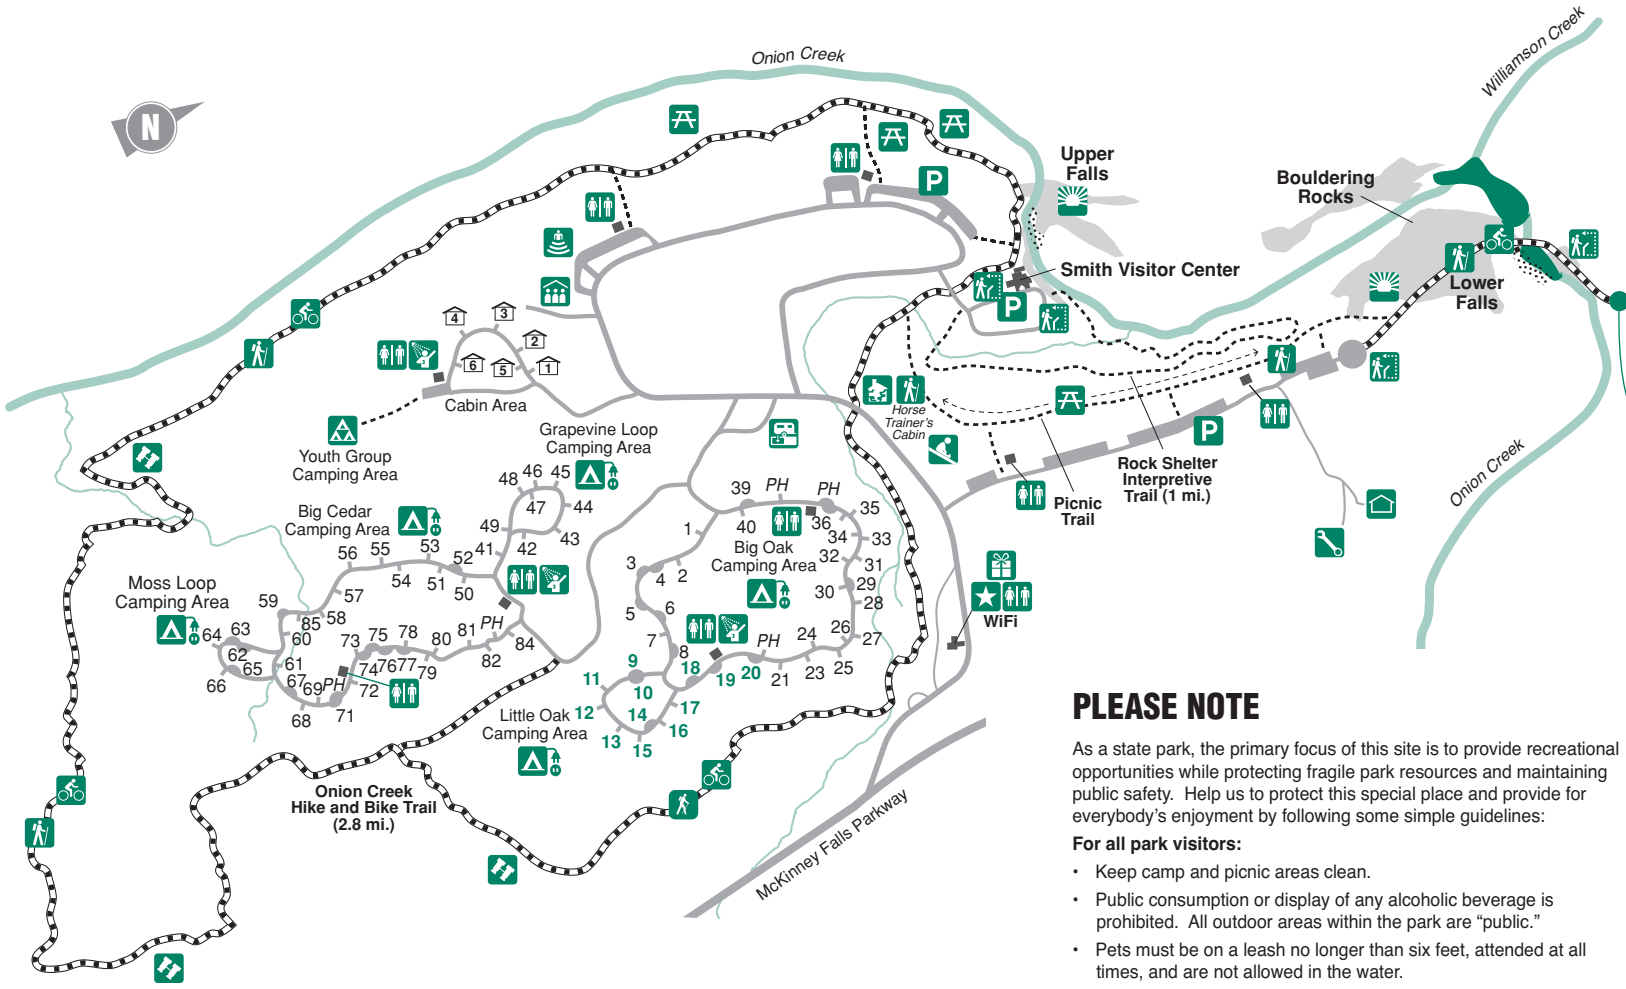 Onion Creek
Williamson Creek
N
Upper
Falls
Bouldering
Rocks
P
Smith Visitor Center
Lower
Falls
P
4
3
2
6
5
1
Cabin Area
Horse
Trainer's
Cabin
P
Youth Group
Camping Area
Grapevine Loop
Camping Area
Rock Shelter
Interpretive
Trail (1 mi.)
Picnic
Trail
Onion Creek
48
46
45
47
44
49
43
42
41
Big Cedar
Camping Area
56
55
53
52
54
51
50
57
58
39
PH
PH
40
36
35
34
33
1
Big Oak
Camping Area
32
31
3
4
2
29
30
28
5
6
7
8
26
27
24
25
23
21
PH
20
19
18
WiFi
Moss Loop
Camping Area
59
85
60
64
63
62
65
66
61
67
69
PH
68
71
72
73
75
78
74
76
77
79
80
81
PH
82
84
9
10
11
12
14
17
16
13
15
Little Oak
Camping Area
Onion Creek
Hike and Bike Trail
(2.8 mi.)
McKinney Falls Parkway
PLEASE NOTE
As a state park, the primary focus of this site is to provide recreational
opportunities while protecting fragile park resources and maintaining
public safety.  Help us to protect this special place and provide for
everybody's enjoyment by following some simple guidelines:
For all park visitors:
• Keep camp and picnic areas clean.
• Public consumption or display of any alcoholic beverage is
prohibited.  All outdoor areas within the park are “public.”
• Pets must be on a leash no longer than six feet, attended at all
times, and are not allowed in the water.